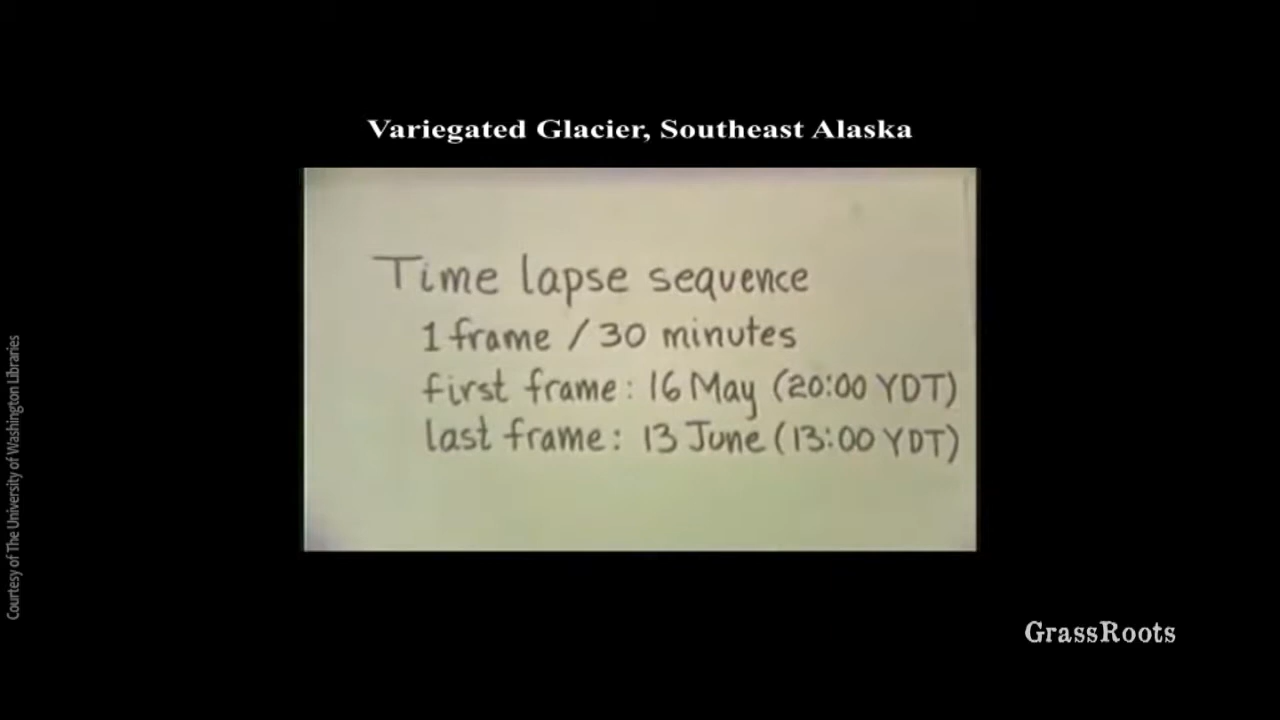 Variegated Glacier, Southeast Alaska
Time lapse sequence
1 frame / 30 minutes
first frame: 16 May (20:00 YDT)
last frame: 13 June (13:00 YDT)
Courtesy of The University of Washington Libraries
GrassRoots